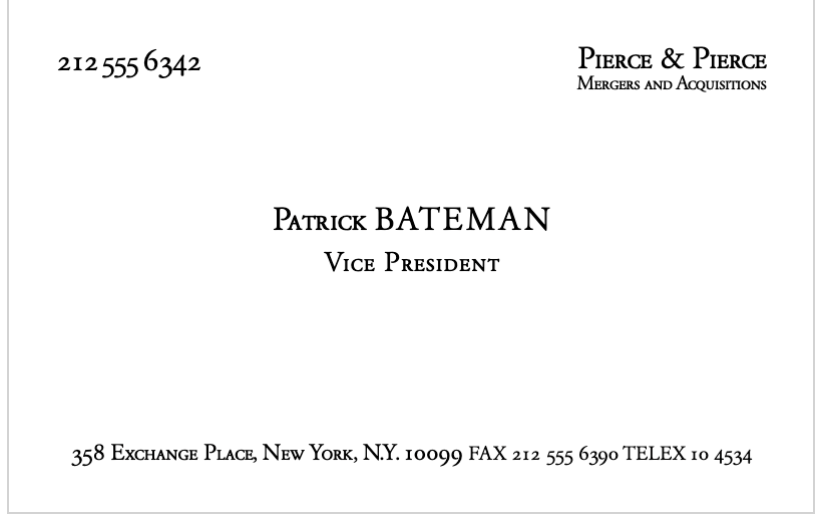 212 555 6342
Pierce & Pierce
Mergers and Acquisitions
Patrick BATEMAN
Vice President
358 Exchange Place, New York, N.Y. 10099 FAX 212 555 6390 TELEX 10 4534